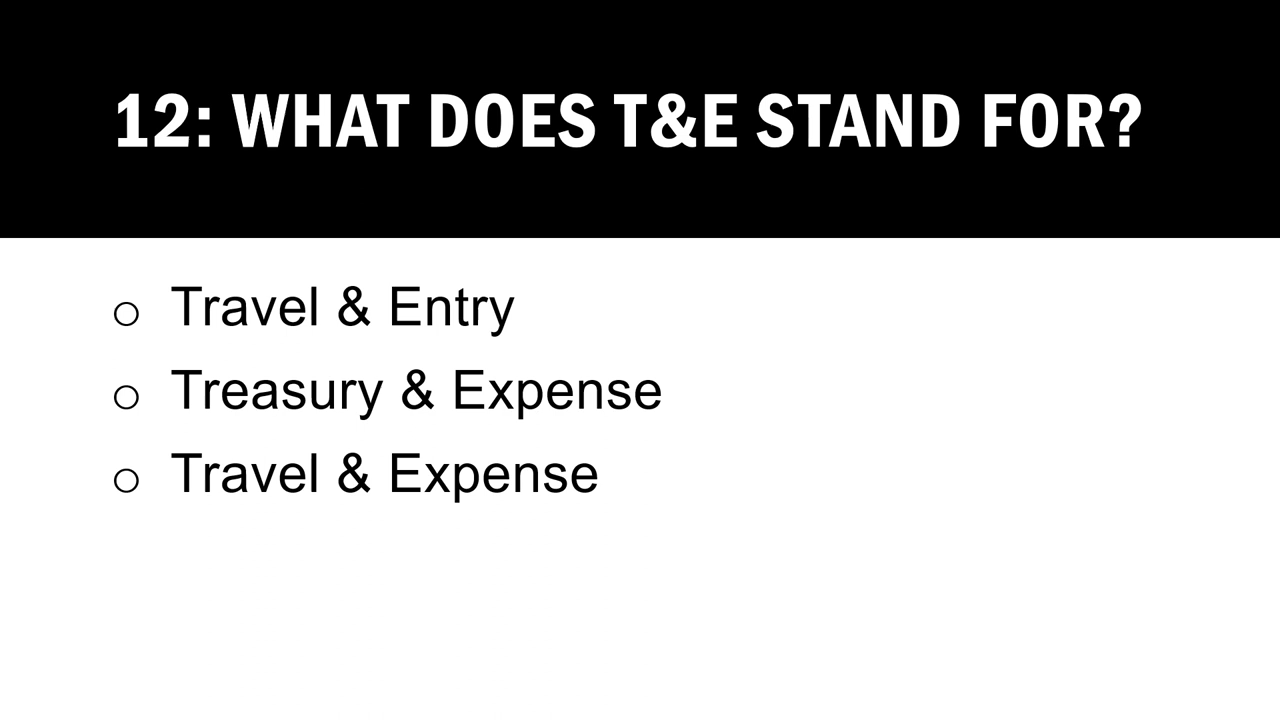 12: WHAT DOES T&E STAND FOR?
o Travel & Entry
o Treasury & Expense
o Travel & Expense